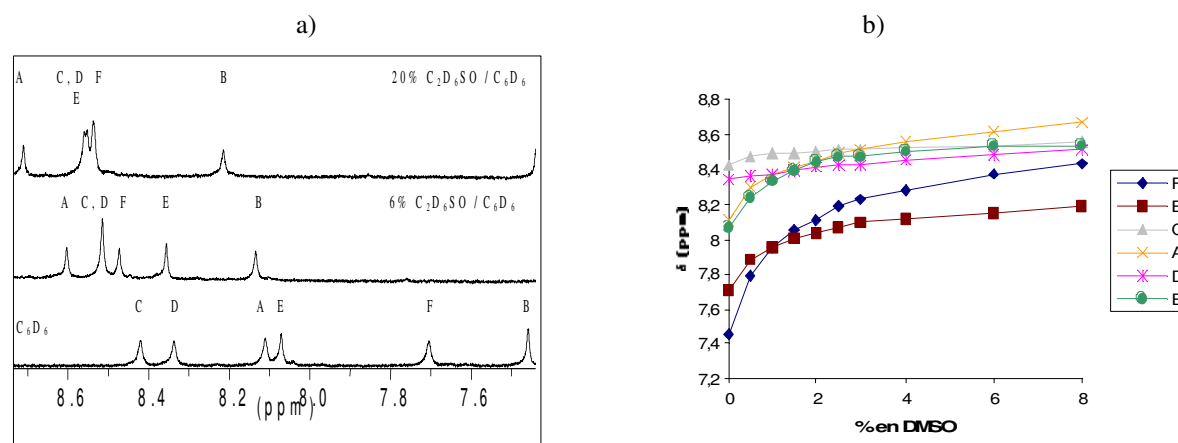 a)
b)
A C, D F B 20% C₂D₆SO / C₆D₆
E
A C, D F E B 6% C₂D₆SO / C₆D₆
C D A E F B
C₆D₆
8.6 8.4 8.2 8.0 7.8 7.6
(ppm)
8,8
8,6
8,4
8,2
8
7,8
7,6
7,4
7,2
0 2 4 6 8
% en DMSO
δ (ppm)
A
D